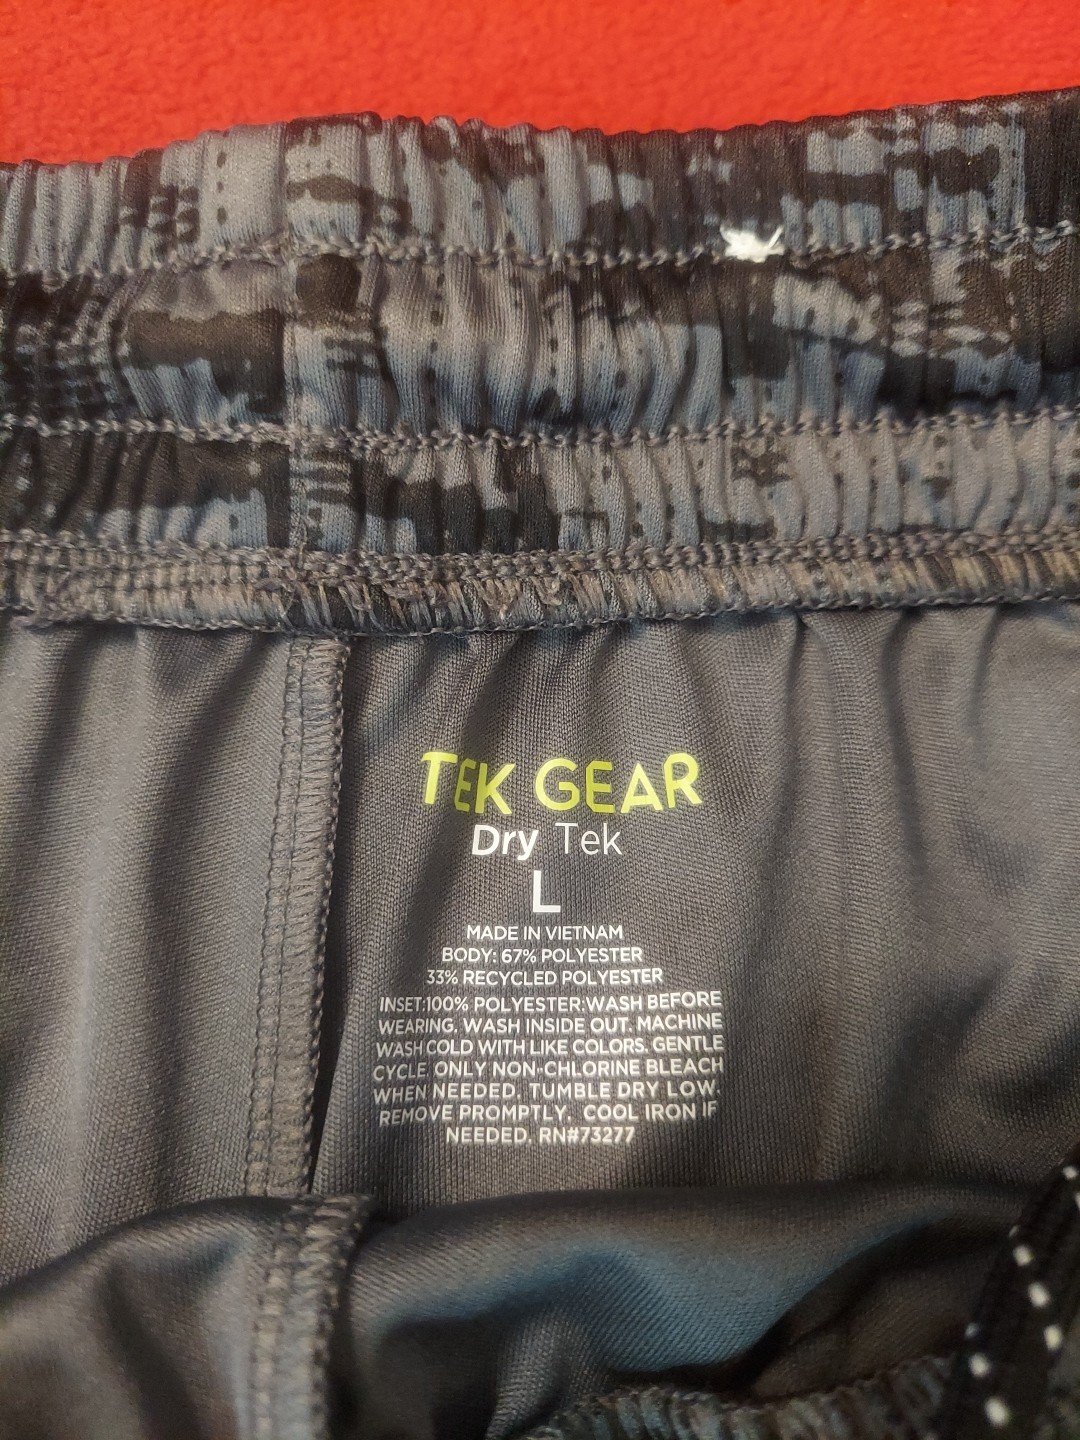 TEK GEAR
Dry Tek
L
MADE IN VIETNAM
BODY: 67% POLYESTER
33% RECYCLED POLYESTER
INSET:100% POLYESTER:WASH BEFORE
WEARING. WASH INSIDE OUT. MACHINE
WASH COLD WITH LIKE COLORS. GENTLE
CYCLE. ONLY NON-CHLORINE BLEACH
WHEN NEEDED. TUMBLE DRY LOW.
REMOVE PROMPTLY. COOL IRON IF
NEEDED. RN#73277